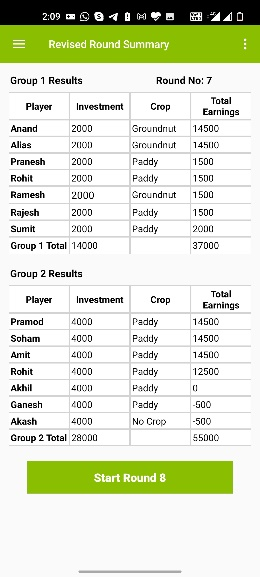 2:09
Revised Round Summary
Group 1 Results Round No: 7
Player Investment Crop Total Earnings
Anand 2000 Groundnut 14500
Alias 2000 Groundnut 14500
Pranesh 2000 Paddy 1500
Rohit 2000 Paddy 1500
Ramesh 2000 Groundnut 1500
Rajesh 2000 Paddy 1500
Sumit 2000 Paddy 2000
Group 1 Total 14000 37000
Group 2 Results
Player Investment Crop Total Earnings
Pramod 4000 Paddy 14500
Soham 4000 Paddy 14500
Amit 4000 Paddy 14500
Rohit 4000 Paddy 12500
Akhil 4000 Paddy 0
Ganesh 4000 Paddy -500
Akash 4000 No Crop -500
Group 2 Total 28000 55000
Start Round 8